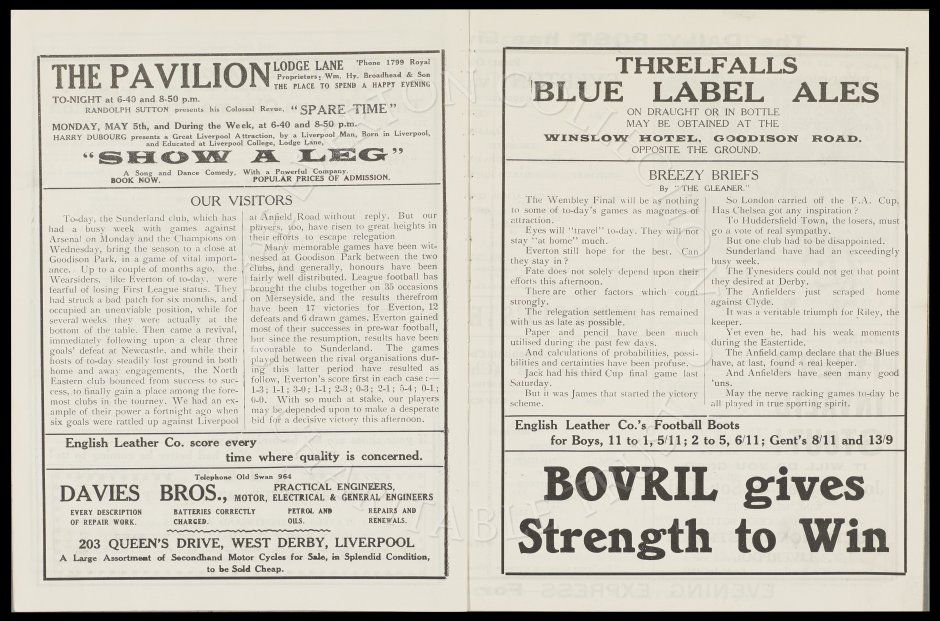 THE PAVILION
LODGE LANE 'Phone 1799 Royal
Proprietors: Wm. Hy. Broadhead & Son
THE PLACE TO SPEND A HAPPY EVENING
TO-NIGHT at 6-40 and 8-50 p.m.
RANDOLPH SUTTON presents his Colossal Revue, "SPARE TIME"
MONDAY, MAY 5th, and During the Week, at 6-40 and 8-50 p.m.
HARRY DUBOURG presents a Great Liverpool Attraction, by a Liverpool Man, Born in Liverpool,
and Educated at Liverpool College, Lodge Lane,
"SHOW A LEG"
A Song and Dance Comedy, With a Powerful Company.
BOOK NOW. POPULAR PRICES OF ADMISSION.
OUR VISITORS
To-day, the Sunderland club, which has
had a busy week with games against
Arsenal on Monday and the Champions on
Wednesday, bring the season to a close at
Goodison Park, in a game of vital import-
ance. Up to a couple of months ago, the
Wearsiders, like Everton of to-day, were
fearful of losing First League status. They
had struck a bad patch for six months, and
occupied an unenviable position, while for
several weeks they were actually at the
bottom of the table. Then came a revival,
immediately following upon a clear three
goals' defeat at Newcastle, and while their
hosts of to-day steadily lost ground in both
home and away engagements, the North
Eastern club bounced from success to suc-
cess, to finally gain a place among the fore-
most clubs in the tourney. We had an ex-
ample of their power a fortnight ago when
six goals were rattled up against Liverpool
at Anfield Road without reply. But our
players, too, have risen to great heights in
their efforts to escape relegation.
Many memorable games have been wit-
nessed at Goodison Park between the two
clubs, and generally, honours have been
fairly well distributed. League football has
brought the clubs together on 35 occasions
on Merseyside, and the results therefrom
have been 17 victories for Everton, 12
defeats and 6 drawn games. Everton gained
most of their successes in pre-war football,
but since the resumption, results have been
favourable to Sunderland. The games
played between the rival organisations dur-
ing this latter period have resulted as
follow, Everton's score first in each case:—
1-3; 1-1; 3-0; 1-1; 2-3; 0-3; 2-1; 5-4; 0-1;
0-0. With so much at stake, our players
may be depended upon to make a desperate
bid for a decisive victory this afternoon.
English Leather Co. score every
time where quality is concerned.
Telephone Old Swan 964
DAVIES BROS., PRACTICAL ENGINEERS,
MOTOR, ELECTRICAL & GENERAL ENGINEERS
EVERY DESCRIPTION OF REPAIR WORK.
BATTERIES CORRECTLY CHARGED.
PETROL AND OILS.
REPAIRS AND RENEWALS.
203 QUEEN'S DRIVE, WEST DERBY, LIVERPOOL
A Large Assortment of Secondhand Motor Cycles for Sale, in Splendid Condition,
to be Sold Cheap.
THRELFALLS
BLUE LABEL ALES
ON DRAUGHT OR IN BOTTLE
MAY BE OBTAINED AT THE
WINSLOW HOTEL, GOODISON ROAD.
OPPOSITE THE GROUND.
BREEZY BRIEFS
By "THE GLEANER."
The Wembley Final will be as nothing
to some of to-day's games as magnates of
attraction.
Eyes will "travel" to-day. They will not
stay "at home" much.
Everton still hope for the best. Can
they stay in?
Fate does not solely depend upon their
efforts this afternoon.
There are other factors which count
strongly.
The relegation settlement has remained
with us as late as possible.
Paper and pencil have been much
utilised during the past few days.
And calculations of probabilities, possi-
bilities and certainties have been profuse.
Jack had his third Cup final game last
Saturday.
But it was James that started the victory
scheme.
So London carried off the F.A. Cup.
Has Chelsea got any inspiration?
To Huddersfield Town, the losers, must
go a vote of real sympathy.
But one club had to be disappointed.
Sunderland have had an exceedingly
busy week.
The Tynesiders could not get that point
they desired at Derby.
The Anfielders just scraped home
against Clyde.
It was a veritable triumph for Riley, the
keeper.
Yet even he, had his weak moments
during the Eastertide.
The Anfield camp declare that the Blues
have, at last, found a real keeper.
And Anfielders have seen many good
'uns.
May the nerve racking games to-day be
all played in true sporting spirit.
English Leather Co.'s Football Boots
for Boys, 11 to 1, 5/11; 2 to 5, 6/11; Gent's 8/11 and 13/9
BOVRIL gives
Strength to Win